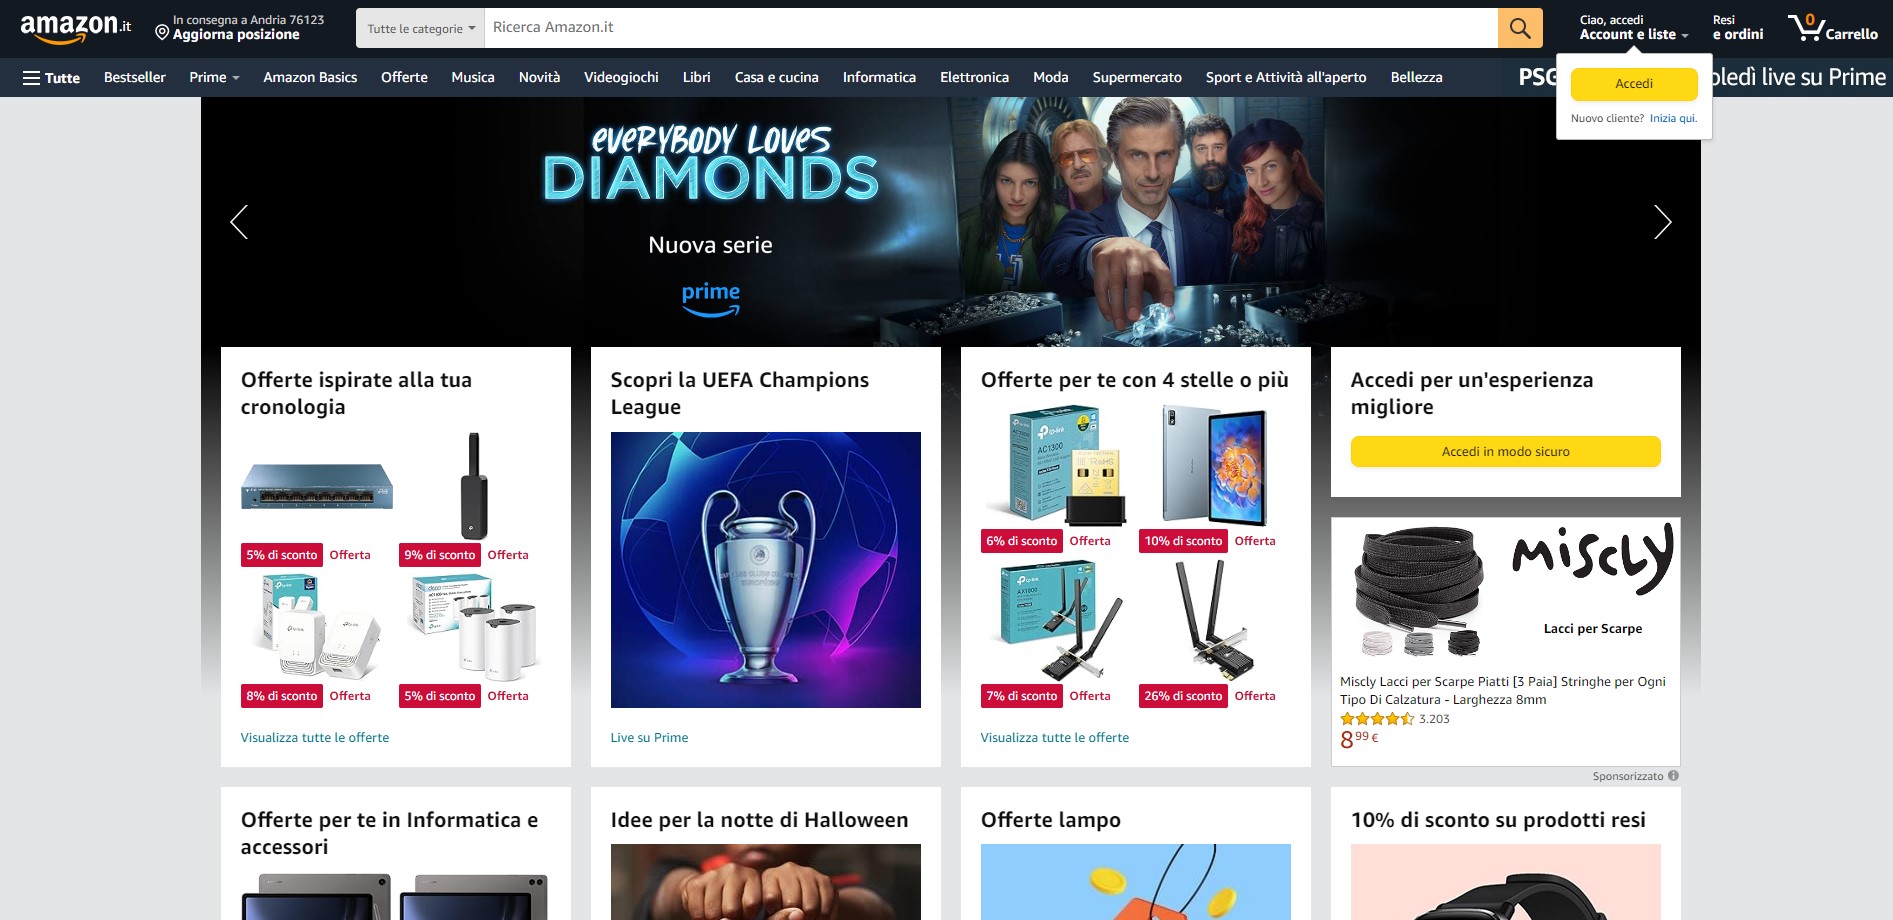 amazon.it
In consegna a Andria 76123
Aggiorna posizione
Tutte le categorie
Ricerca Amazon.it
Ciao, accedi
Account e liste
Resi
e ordini
0
Carrello
Tutte
Bestseller
Prime
Amazon Basics
Offerte
Musica
Novità
Videogiochi
Libri
Casa e cucina
Informatica
Elettronica
Moda
Supermercato
Sport e Attività all'aperto
Bellezza
oledì live su Prime
Accedi
Nuovo cliente? Inizia qui.
everybody loves
DIAMONDS
Nuova serie
prime
Offerte ispirate alla tua
cronologia
5% di sconto Offerta
9% di sconto Offerta
8% di sconto Offerta
5% di sconto Offerta
Visualizza tutte le offerte
Scopri la UEFA Champions
League
Live su Prime
Offerte per te con 4 stelle o più
tp-link
AC1300
6% di sconto Offerta
10% di sconto Offerta
tp-link
AX1800
7% di sconto Offerta
26% di sconto Offerta
Visualizza tutte le offerte
Accedi per un'esperienza
migliore
Accedi in modo sicuro
Miscly
Lacci per Scarpe
Miscly Lacci per Scarpe Piatti [3 Paia] Stringhe per Ogni
Tipo Di Calzatura - Larghezza 8mm
3.203
8,99 €
Sponsorizzato
Offerte per te in Informatica e
accessori
Idee per la notte di Halloween
Offerte lampo
10% di sconto su prodotti resi